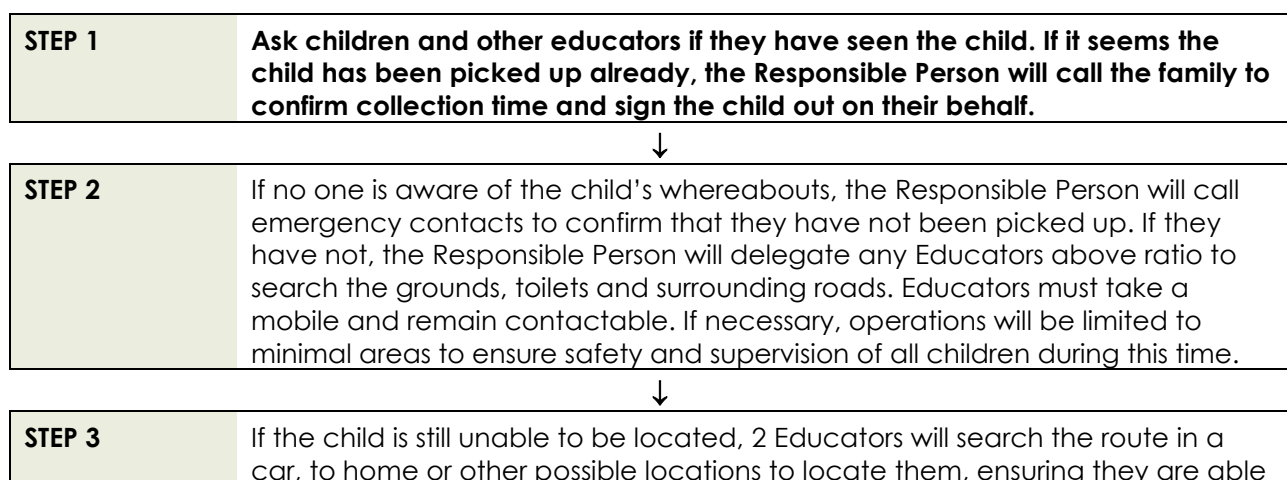 STEP 1 Ask children and other educators if they have seen the child. If it seems the
child has been picked up already, the Responsible Person will call the family to
confirm collection time and sign the child out on their behalf.
↓
STEP 2 If no one is aware of the child’s whereabouts, the Responsible Person will call
emergency contacts to confirm that they have not been picked up. If they
have not, the Responsible Person will delegate any Educators above ratio to
search the grounds, toilets and surrounding roads. Educators must take a
mobile and remain contactable. If necessary, operations will be limited to
minimal areas to ensure safety and supervision of all children during this time.
↓
STEP 3 If the child is still unable to be located, 2 Educators will search the route in a
car, to home or other possible locations to locate them, ensuring they are able